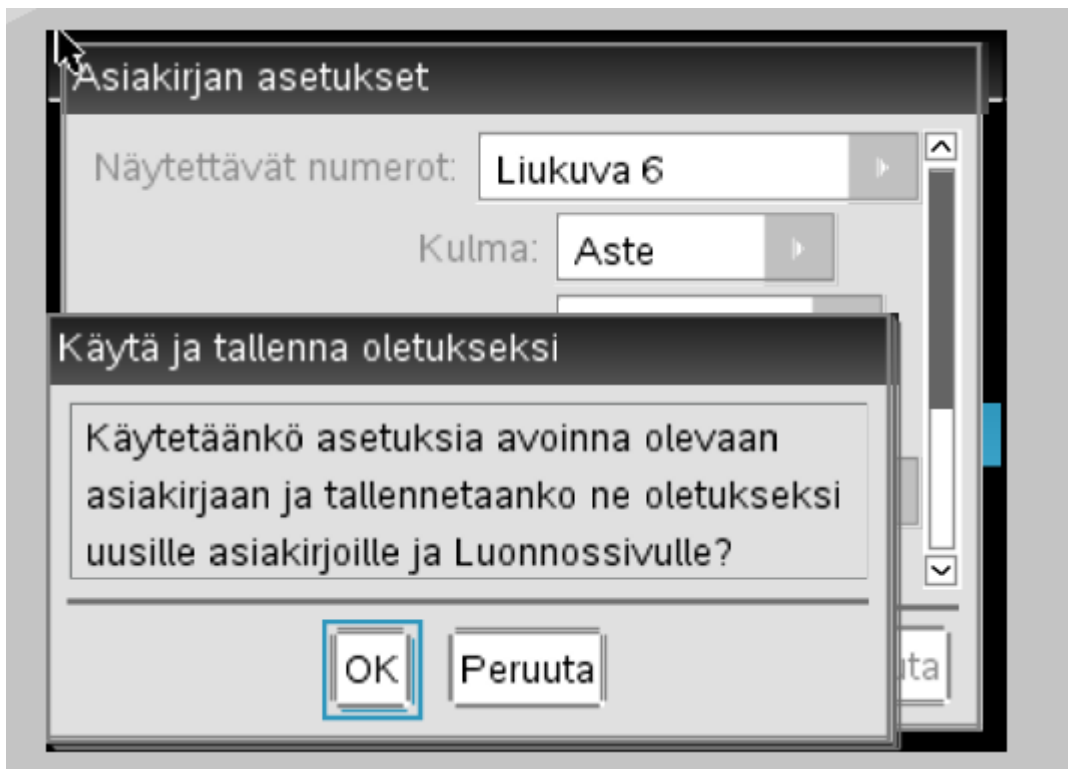 Asiakirjan asetukset
Näytettävät numerot: Liukuva 6
Kulma: Aste
Käytä ja tallenna oletukseksi
Käytetäänkö asetuksia avoinna olevaan
asiakirjaan ja tallennetaanko ne oletukseksi
uusille asiakirjoille ja Luonnossivulle?
OK Peruuta